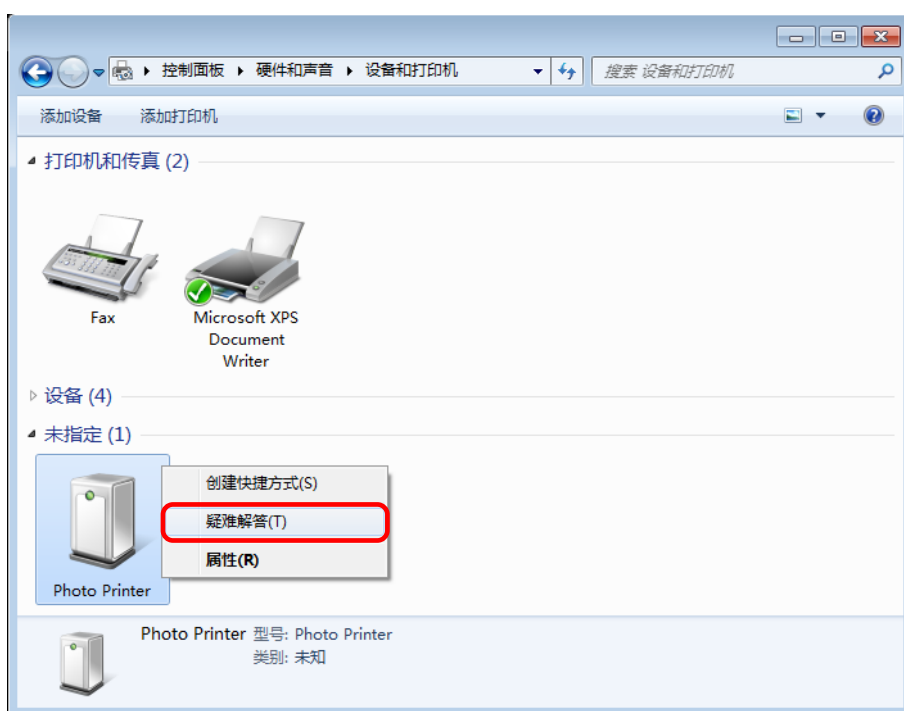 控制面板 硬件和声音 设备和打印机
搜索 设备和打印机
添加设备 添加打印机
打印机和传真 (2)
Fax
Microsoft XPS
Document
Writer
设备 (4)
未指定 (1)
创建快捷方式(S)
疑难解答(T)
属性(R)
Photo Printer
Photo Printer 型号: Photo Printer
类别: 未知